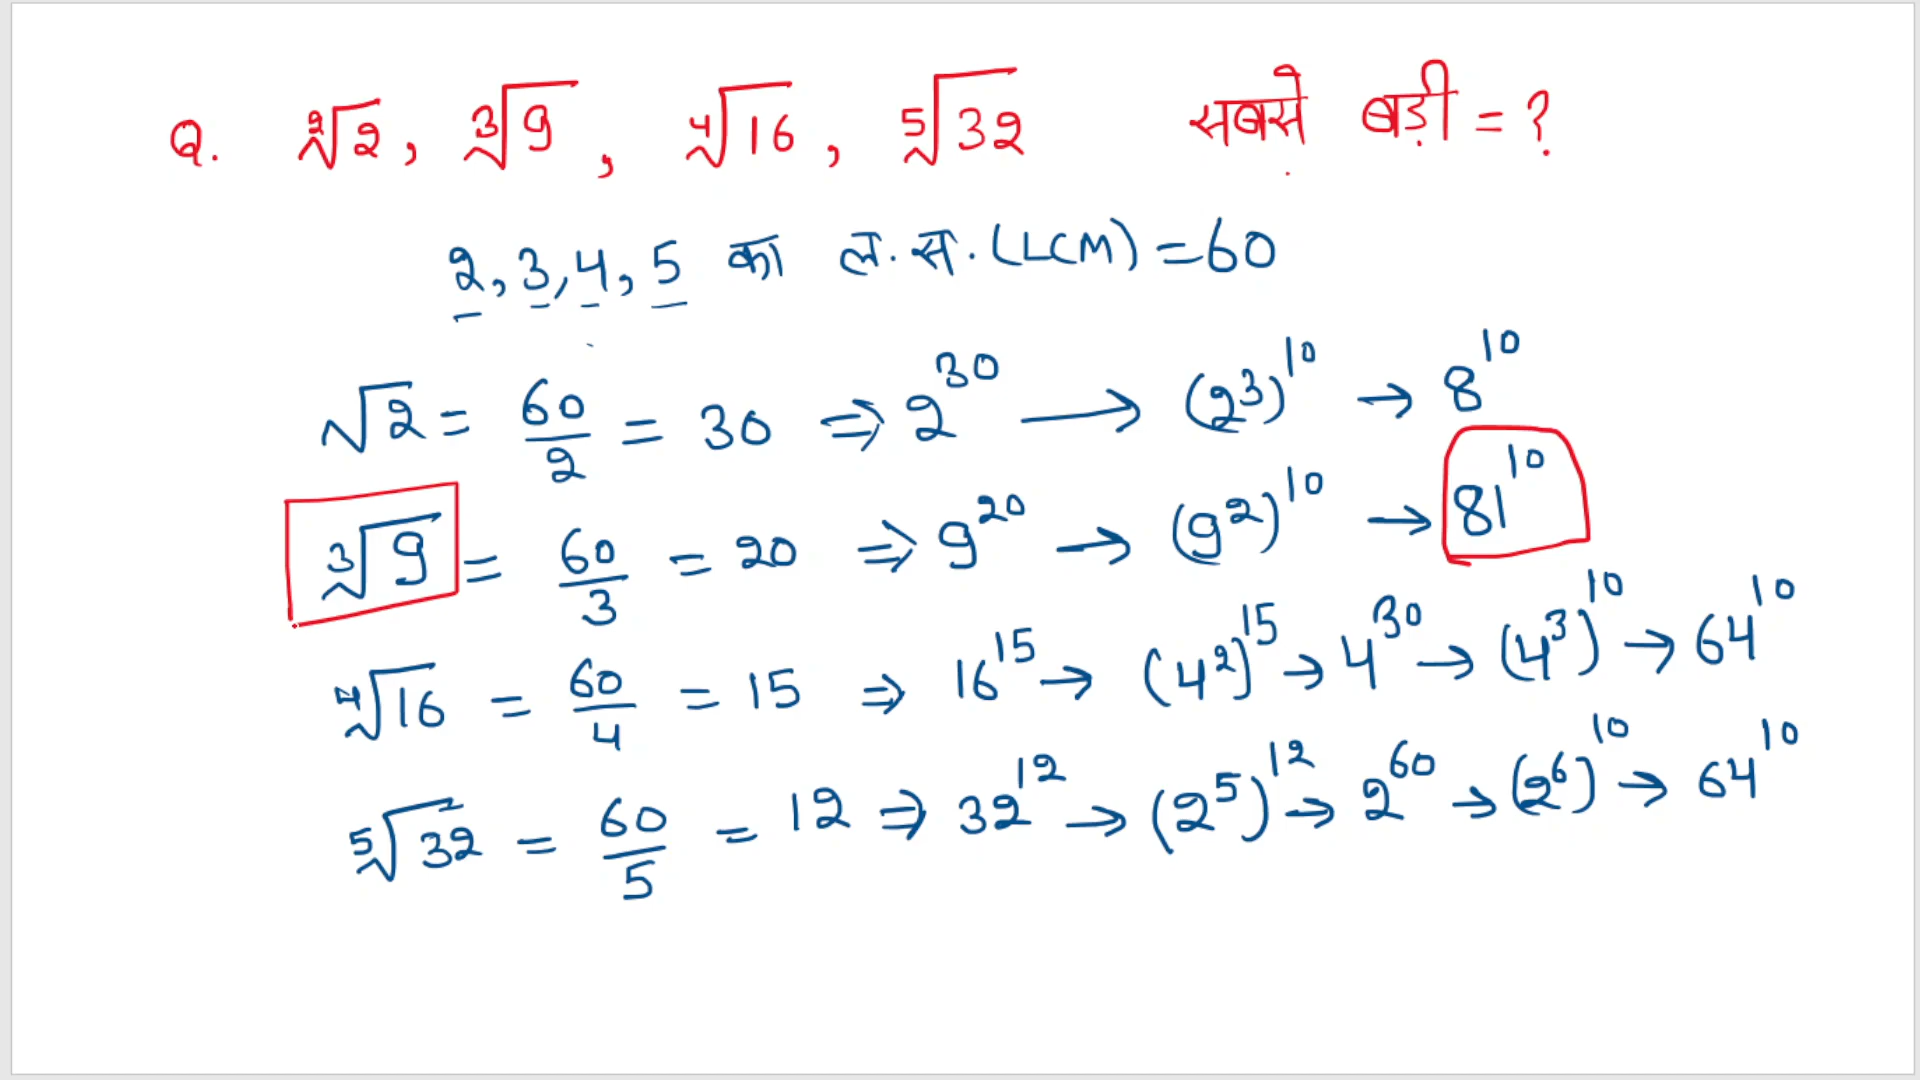 Q. ²√2, ³√9, ⁴√16, ⁵√32 सबसे बड़ी = ?
2, 3, 4, 5 का ल. स. (LCM) = 60
√2 = 60/2 = 30 ⇒ 2³⁰ → (2³)¹⁰ → 8¹⁰
³√9 = 60/3 = 20 ⇒ 9²⁰ → (9²)¹⁰ → 81¹⁰
⁴√16 = 60/4 = 15 ⇒ 16¹⁵ → (4²)¹⁵ → 4³⁰ → (4³)¹⁰ → 64¹⁰
⁵√32 = 60/5 = 12 ⇒ 32¹² → (2⁵)¹² → 2⁶⁰ → (2⁶)¹⁰ → 64¹⁰